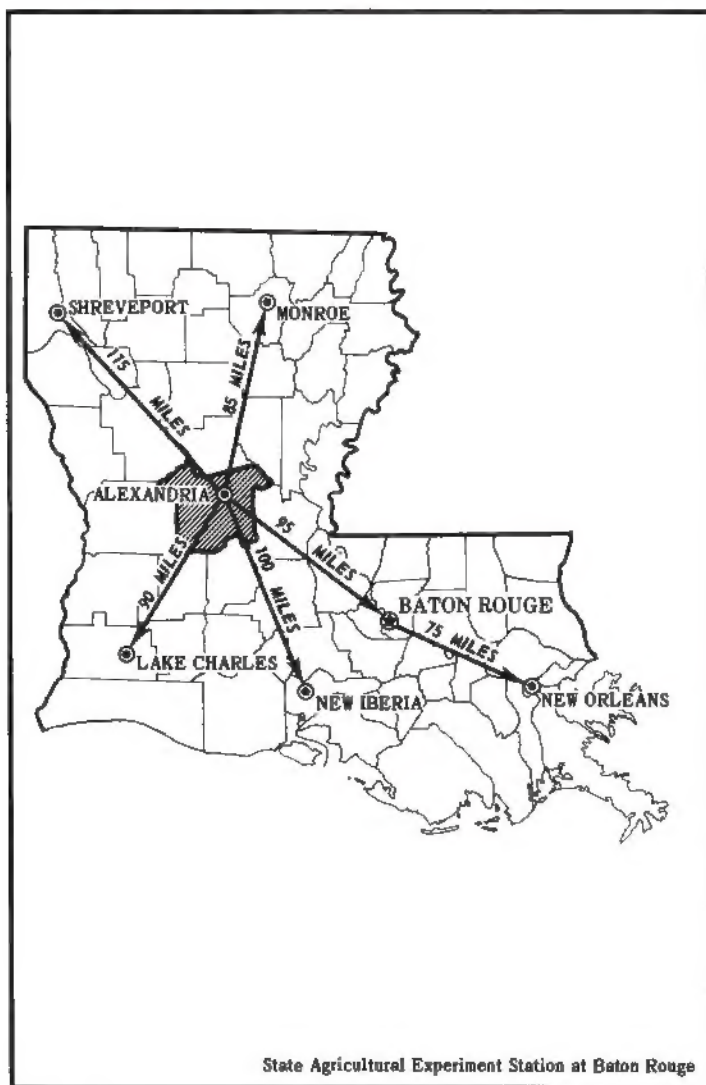 SHREVEPORT
MONROE
115 MILES
85 MILES
ALEXANDRIA
95 MILES
90 MILES
100 MILES
BATON ROUGE
75 MILES
LAKE CHARLES
NEW IBERIA
NEW ORLEANS
State Agricultural Experiment Station at Baton Rouge